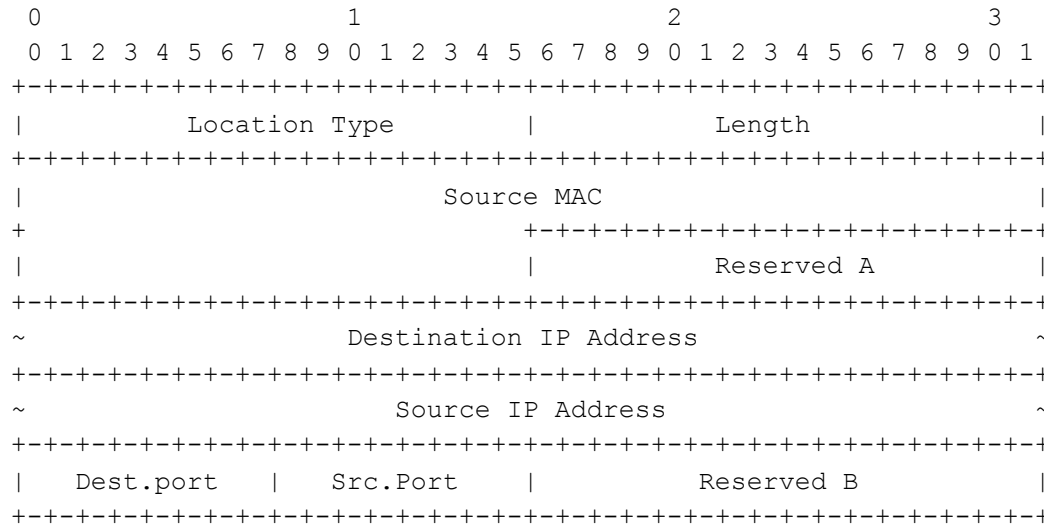 0                   1                   2                   3
0 1 2 3 4 5 6 7 8 9 0 1 2 3 4 5 6 7 8 9 0 1 2 3 4 5 6 7 8 9 0 1
+-+-+-+-+-+-+-+-+-+-+-+-+-+-+-+-+-+-+-+-+-+-+-+-+-+-+-+-+-+-+-+-+
|          Location Type        |           Length              |
+-+-+-+-+-+-+-+-+-+-+-+-+-+-+-+-+-+-+-+-+-+-+-+-+-+-+-+-+-+-+-+-+
|                          Source MAC                           |
+                               +-+-+-+-+-+-+-+-+-+-+-+-+-+-+-+-+
|                               |           Reserved A          |
+-+-+-+-+-+-+-+-+-+-+-+-+-+-+-+-+-+-+-+-+-+-+-+-+-+-+-+-+-+-+-+-+
~                    Destination IP Address                     ~
+-+-+-+-+-+-+-+-+-+-+-+-+-+-+-+-+-+-+-+-+-+-+-+-+-+-+-+-+-+-+-+-+
~                       Source IP Address                       ~
+-+-+-+-+-+-+-+-+-+-+-+-+-+-+-+-+-+-+-+-+-+-+-+-+-+-+-+-+-+-+-+-+
|   Dest.port   |   Src.Port    |          Reserved B           |
+-+-+-+-+-+-+-+-+-+-+-+-+-+-+-+-+-+-+-+-+-+-+-+-+-+-+-+-+-+-+-+-+